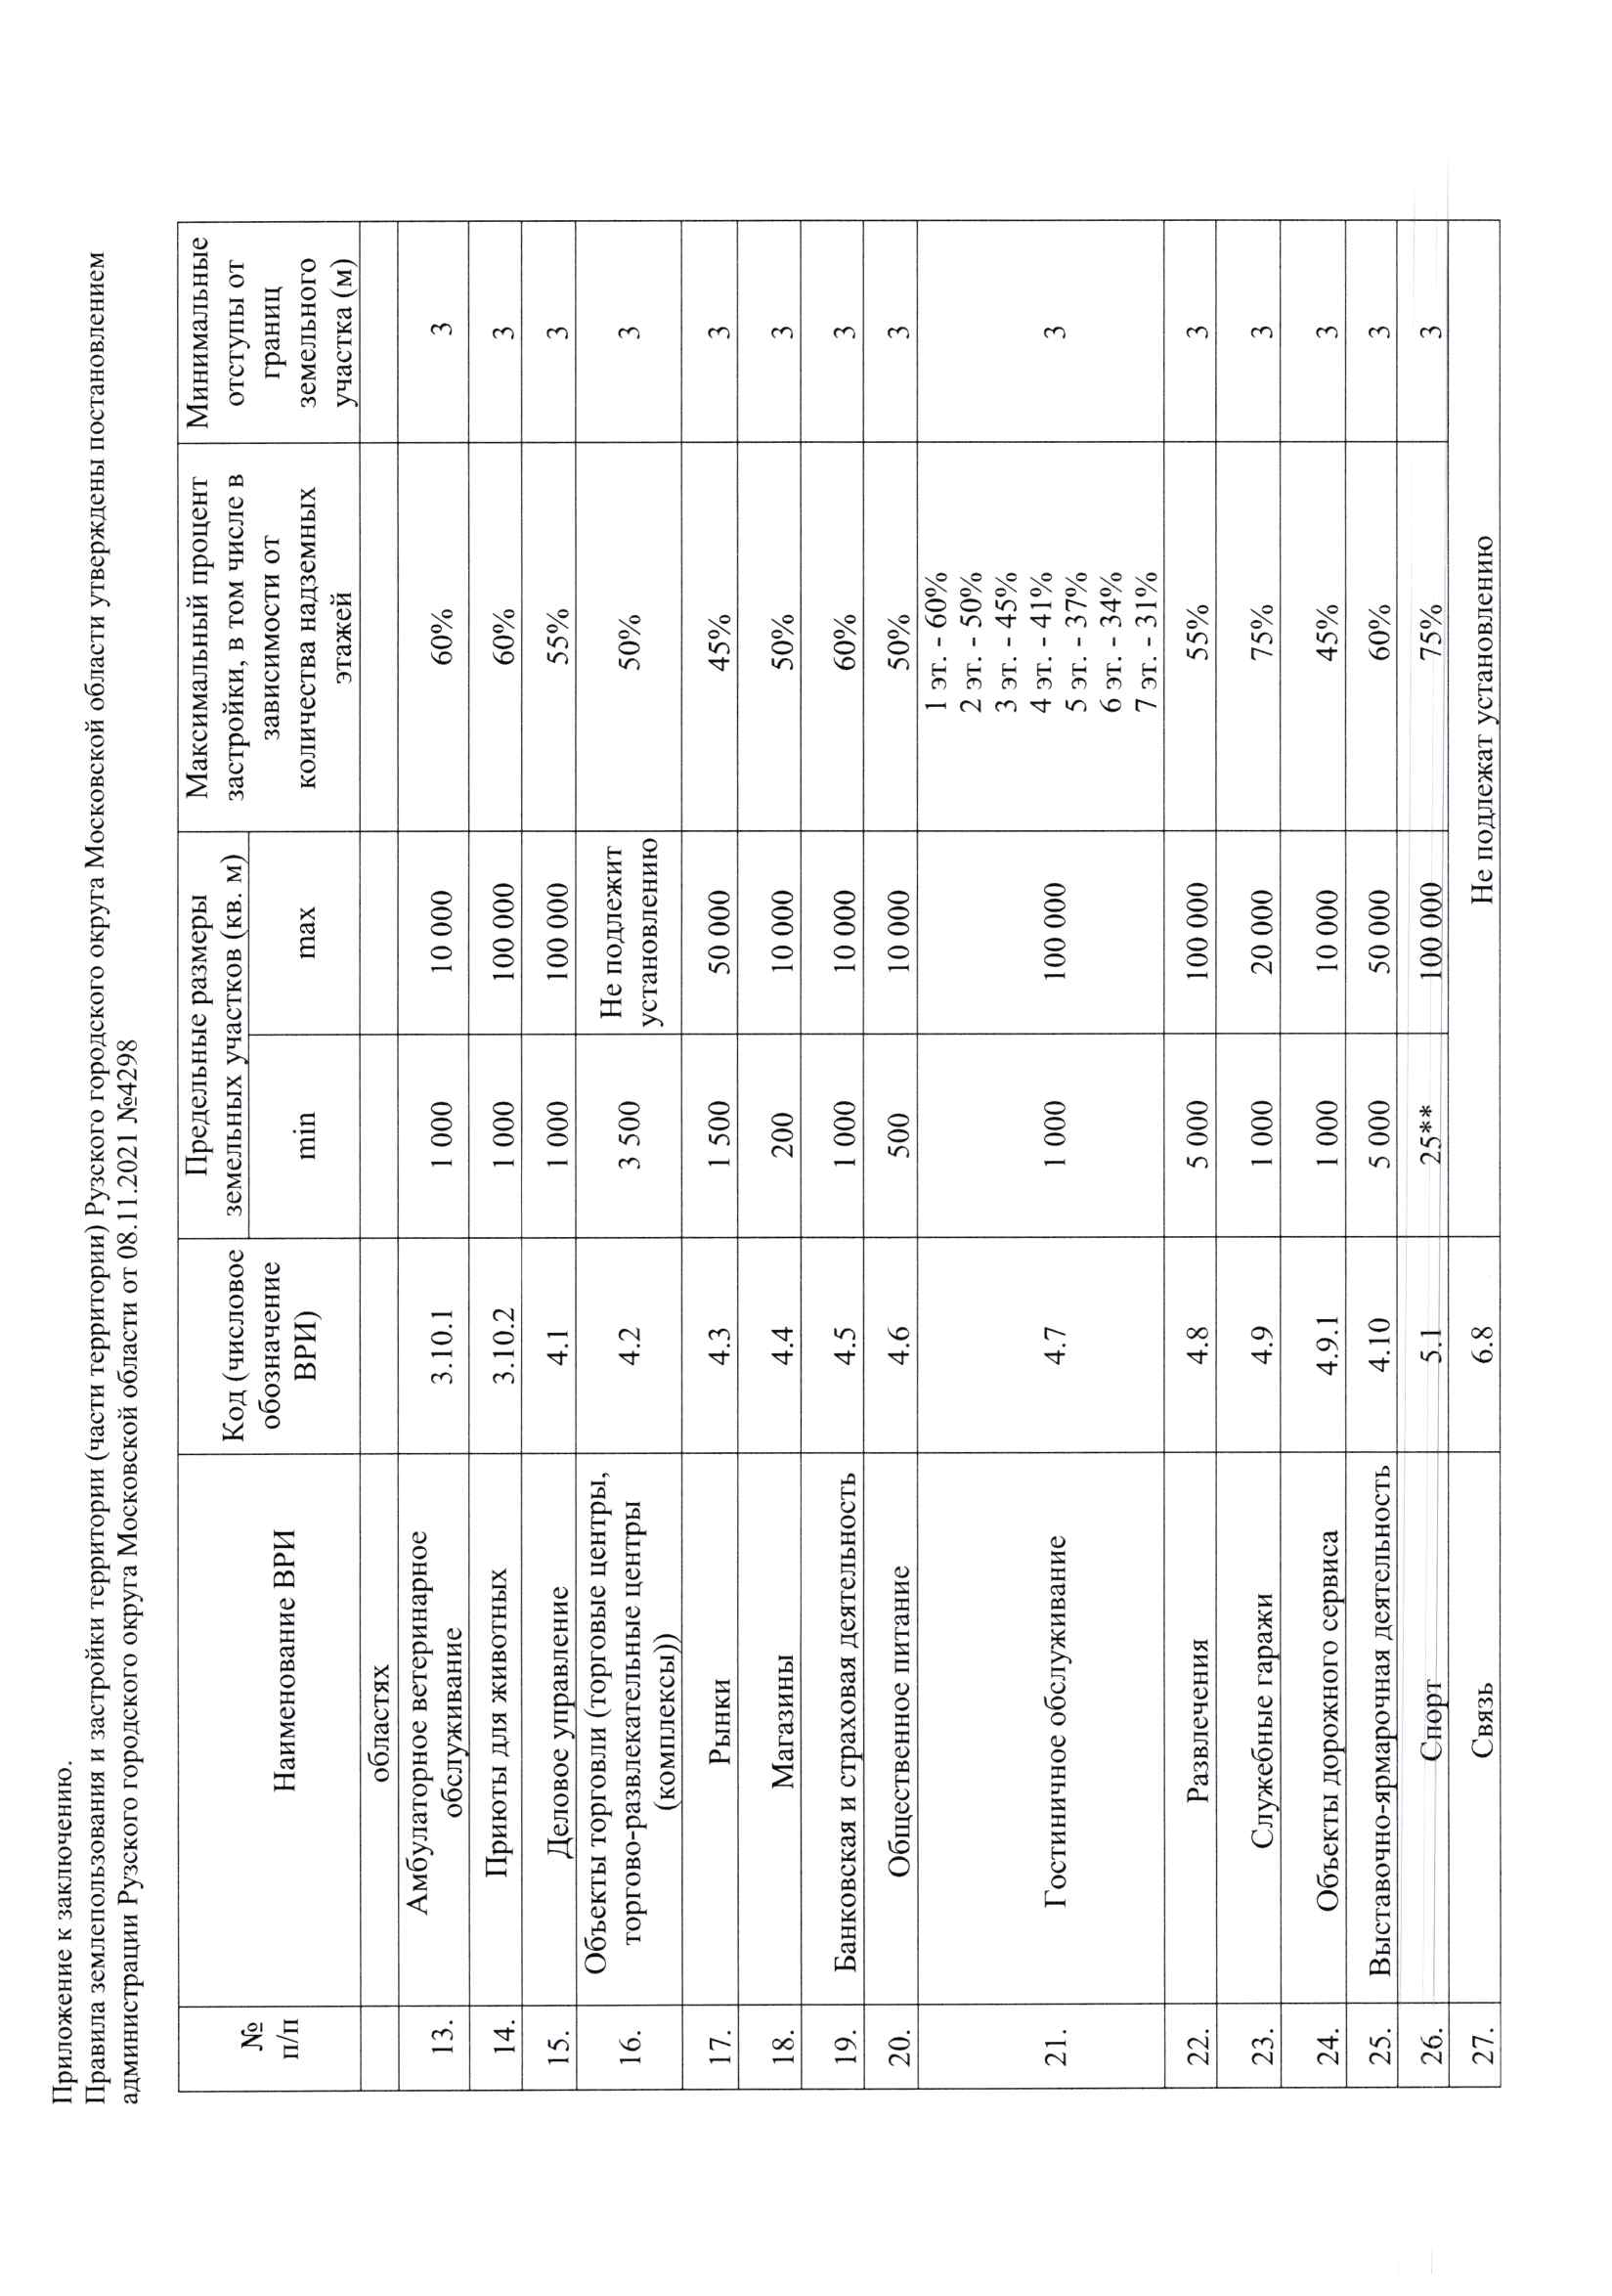 Приложение к заключению.
Правила землепользования и застройки территории (части территории) Рузского городского округа Московской области утверждены постановлением
администрации Рузского городского округа Московской области от 08.11.2021 №4298
№ п/п
Наименование ВРИ
Код (числовое
обозначение
ВРИ)
Предельные размеры
земельных участков (кв. м)
min
max
Максимальный процент
застройки, в том числе в
зависимости от
количества надземных
этажей
Минимальные
отступы от
границ
земельного
участка (м)
областях
13. Амбулаторное ветеринарное
обслуживание
3.10.1 1 000 10 000 60% 3
14. Приюты для животных 3.10.2 1 000 100 000 60% 3
15. Деловое управление 4.1 1 000 100 000 55% 3
16. Объекты торговли (торговые центры,
торгово-развлекательные центры
(комплексы))
4.2 3 500 Не подлежит
установлению
50% 3
17. Рынки 4.3 1 500 50 000 45% 3
18. Магазины 4.4 200 10 000 50% 3
19. Банковская и страховая деятельность 4.5 1 000 10 000 60% 3
20. Общественное питание 4.6 500 10 000 50% 3
21. Гостиничное обслуживание 4.7 1 000 100 000
1 эт. - 60%
2 эт. - 50%
3 эт. - 45%
4 эт. - 41%
5 эт. - 37%
6 эт. - 34%
7 эт. - 31%
3
22. Развлечения 4.8 5 000 100 000 55% 3
23. Служебные гаражи 4.9 1 000 20 000 75% 3
24. Объекты дорожного сервиса 4.9.1 1 000 10 000 45% 3
25. Выставочно-ярмарочная деятельность 4.10 5 000 50 000 60% 3
26. Спорт 5.1 25** 100 000 75% 3
27. Связь 6.8 Не подлежат установлению